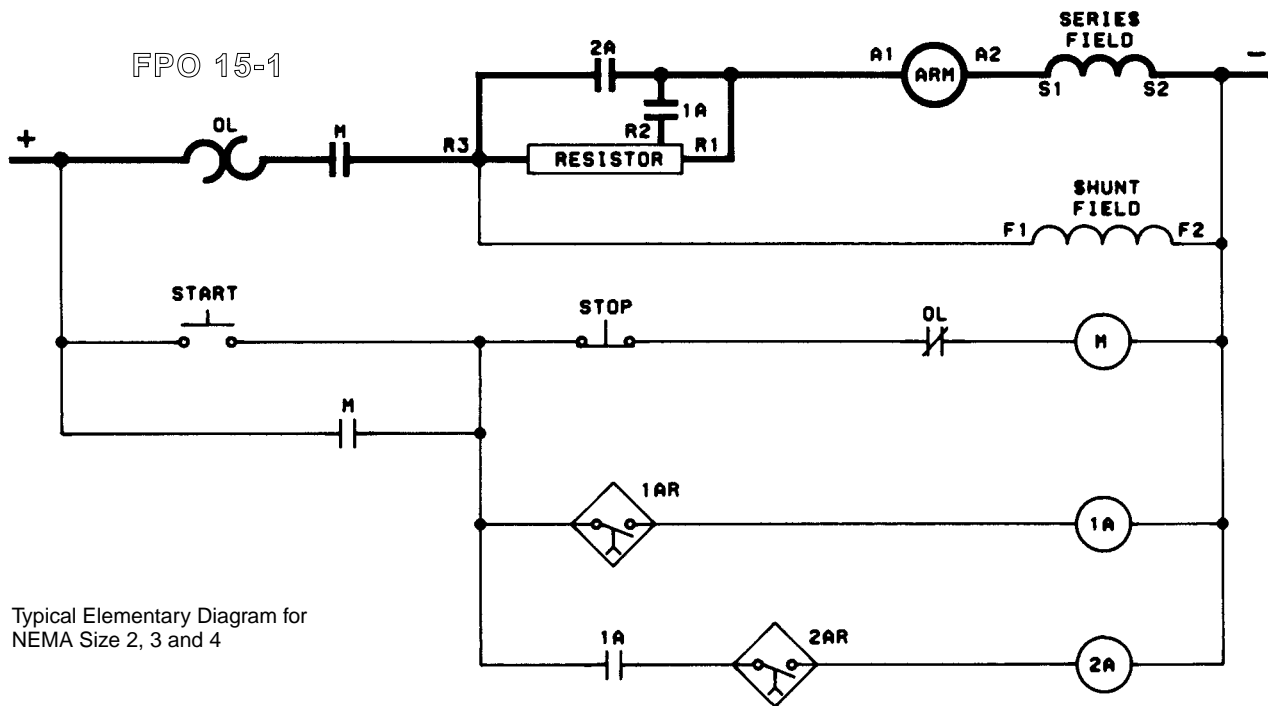 FPO 15-1
SERIES
FIELD
2A
A1
ARM
A2
S1
S2
-
+
OL
M
R3
1A
R2
RESISTOR
R1
SHUNT
FIELD
F1
F2
START
STOP
OL
M
M
1AR
1A
Typical Elementary Diagram for
NEMA Size 2, 3 and 4
1A
2AR
2A